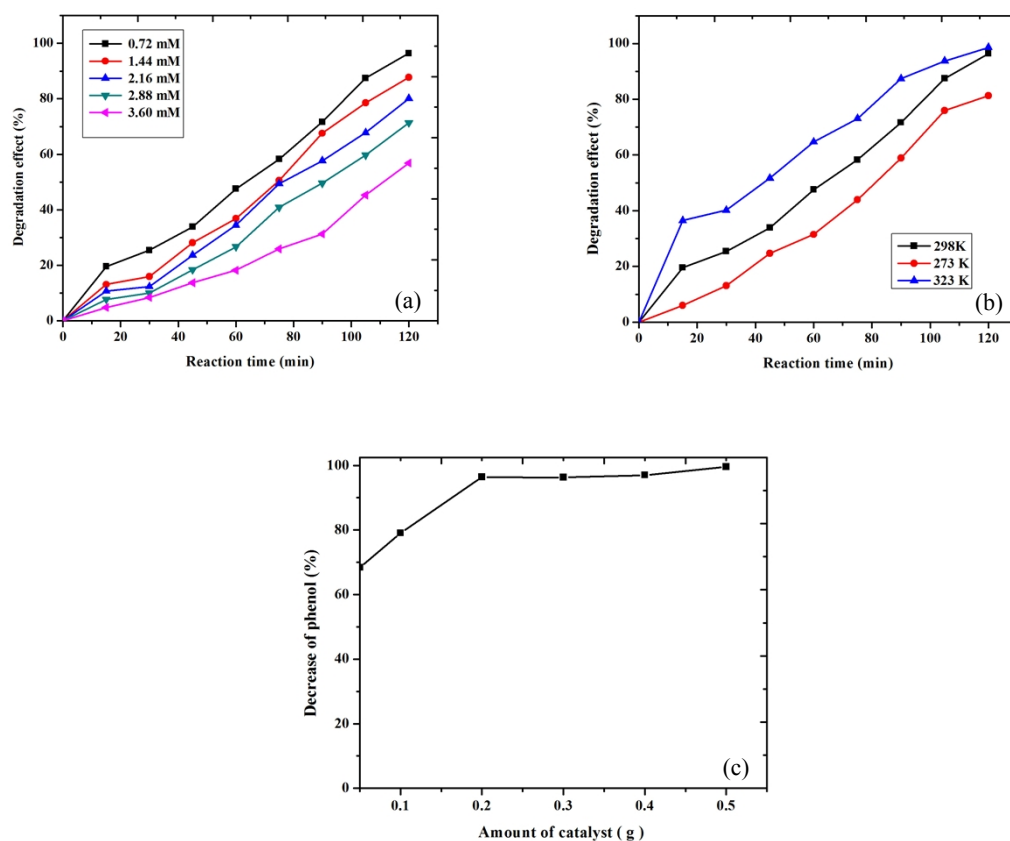 100
80
60
40
20
0
Degradation effect (%)
0.72 mM
1.44 mM
2.16 mM
2.88 mM
3.60 mM
(a)
0 20 40 60 80 100 120
Reaction time (min)
100
80
60
40
20
0
Degradation effect (%)
298K
273 K
323 K
(b)
0 20 40 60 80 100 120
Reaction time (min)
100
80
60
40
20
0
Decrease of phenol (%)
(c)
0.1 0.2 0.3 0.4 0.5
Amount of catalyst ( g )